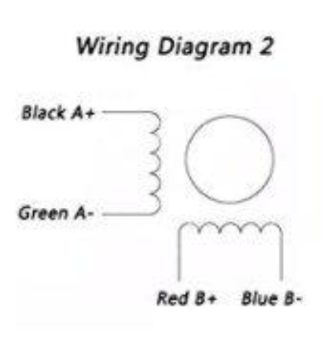 Wiring Diagram 2
Black A+
Green A-
Red B+ Blue B-